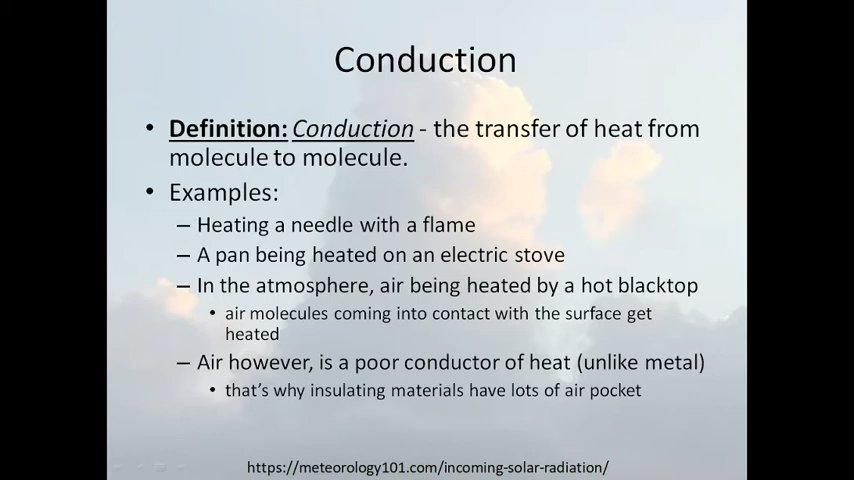 Conduction
• Definition: Conduction - the transfer of heat from
molecule to molecule.
• Examples:
– Heating a needle with a flame
– A pan being heated on an electric stove
– In the atmosphere, air being heated by a hot blacktop
• air molecules coming into contact with the surface get
heated
– Air however, is a poor conductor of heat (unlike metal)
• that's why insulating materials have lots of air pocket
https://meteorology101.com/incoming-solar-radiation/